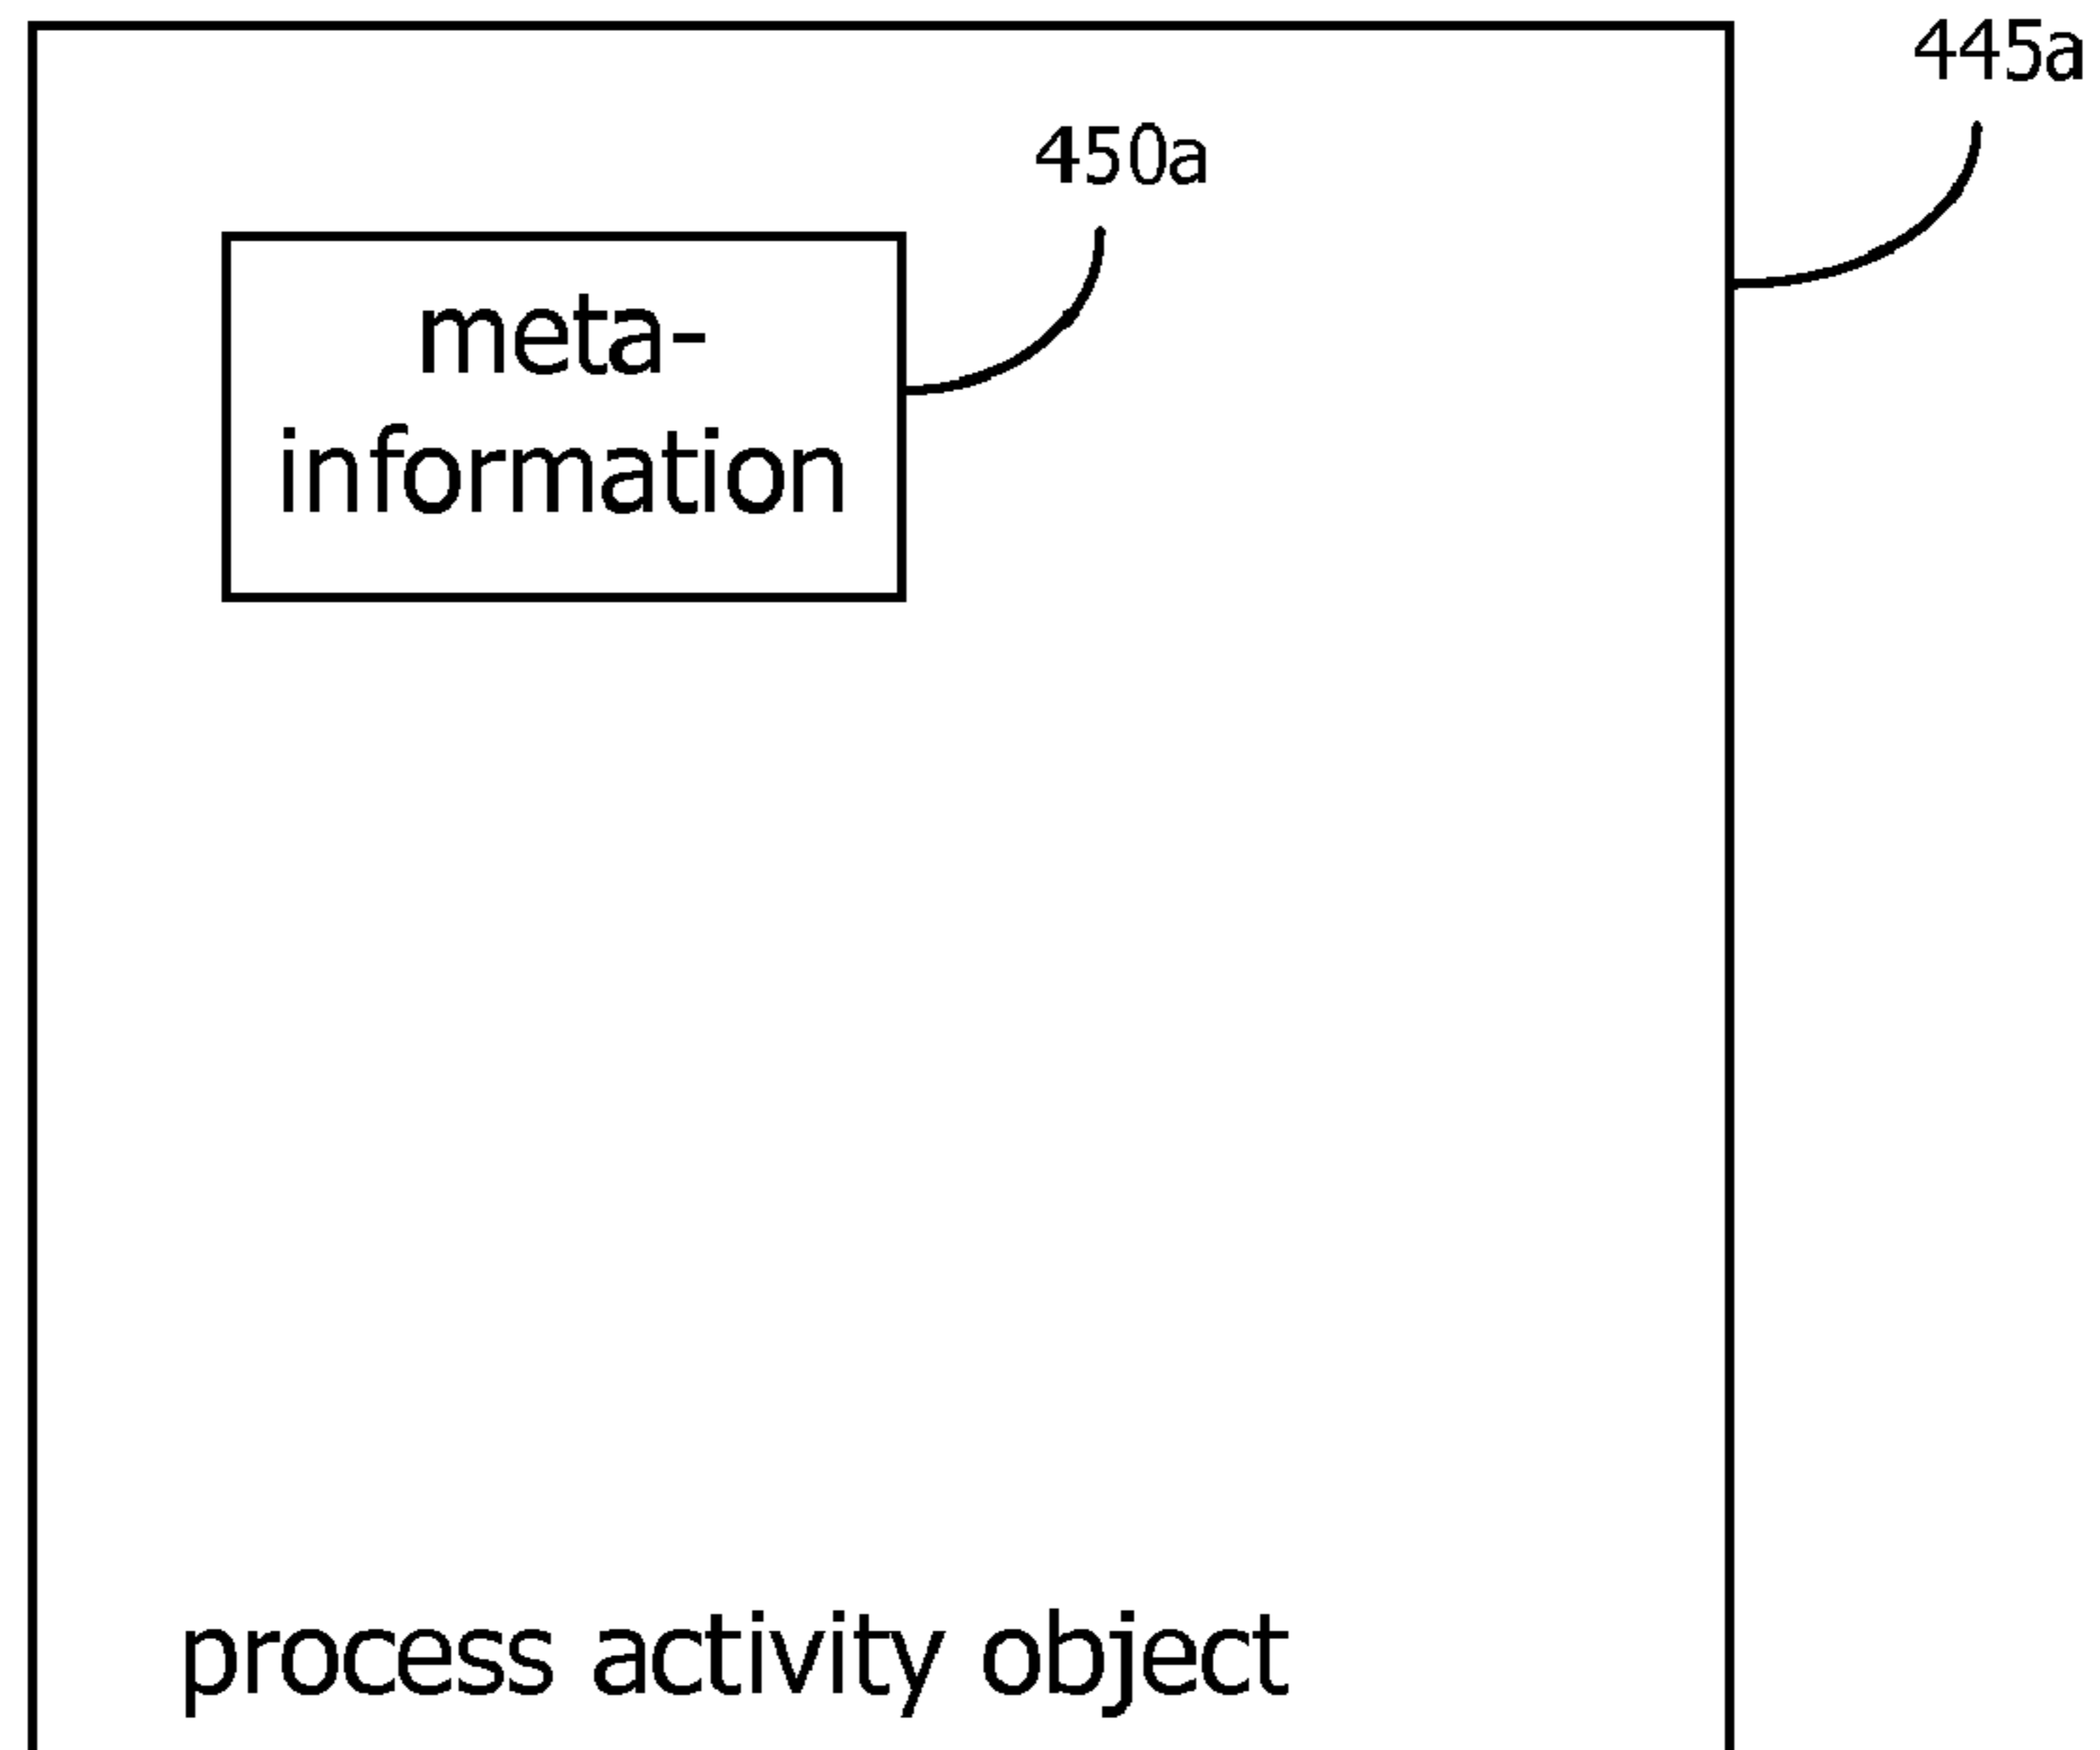 445a
450a
meta-
information
process activity object